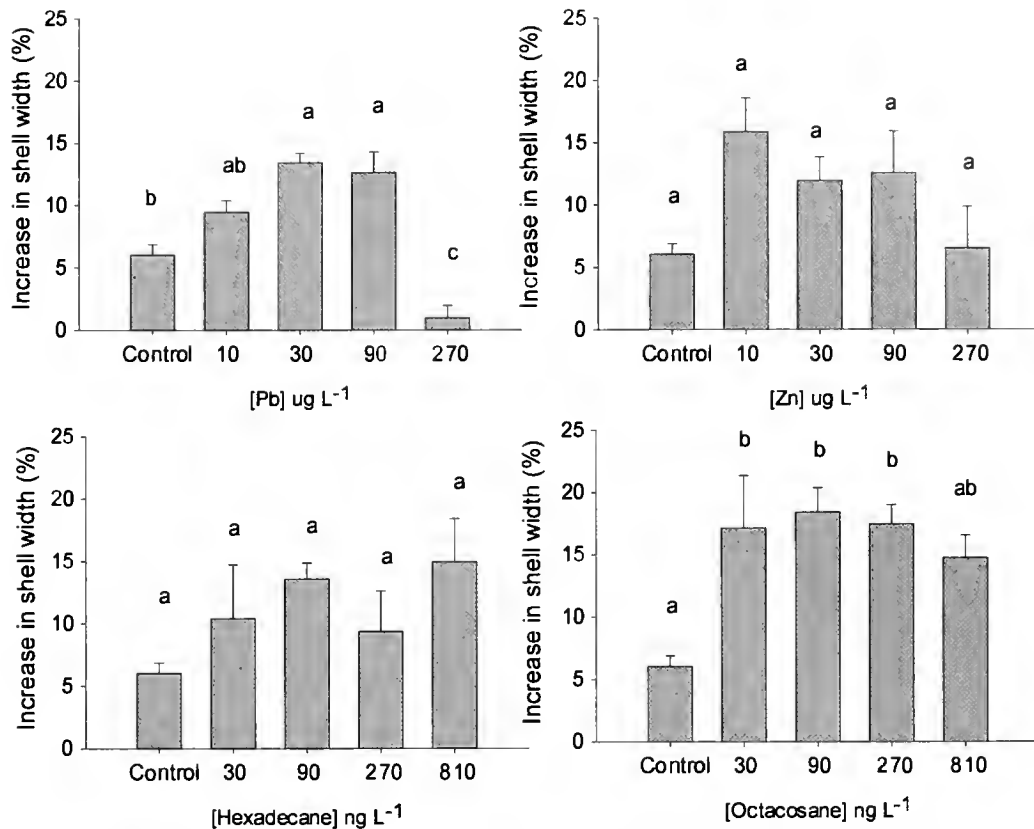 Increase in shell width (%)
25
20
15
10
5
0
b
ab
a
a
c
Control 10 30 90 270
[Pb] ug L⁻¹
Increase in shell width (%)
25
20
15
10
5
0
a
a
a
a
a
Control 10 30 90 270
[Zn] ug L⁻¹
Increase in shell width (%)
25
20
15
10
5
0
a
a
a
a
a
Control 30 90 270 810
[Hexadecane] ng L⁻¹
Increase in shell width (%)
25
20
15
10
5
0
a
b
b
b
ab
Control 30 90 270 810
[Octacosane] ng L⁻¹